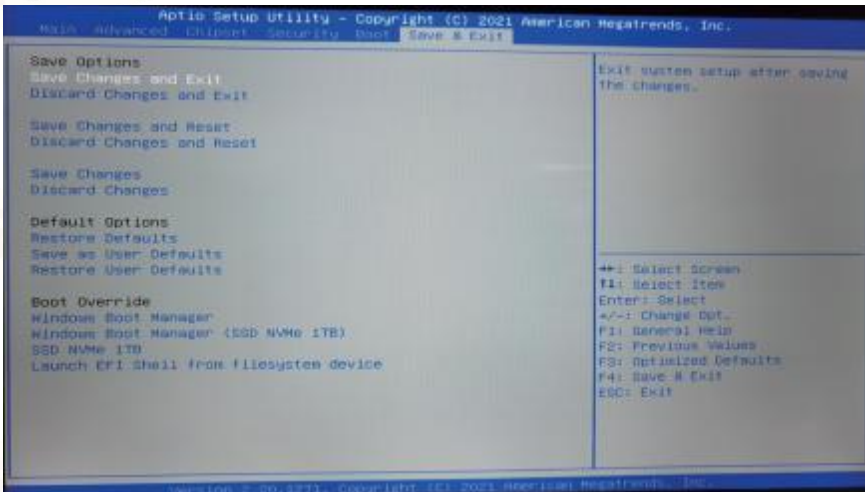 Aptio Setup Utility - Copyright (C) 2021 American Megatrends, Inc.
Main Advanced Chipset Security Boot Save & Exit
Save Options
Save Changes and Exit
Discard Changes and Exit
Save Changes and Reset
Discard Changes and Reset
Save Changes
Discard Changes
Default Options
Restore Defaults
Save as User Defaults
Restore User Defaults
Boot Override
Windows Boot Manager
Windows Boot Manager (SSD NVMe 1TB)
SSD NVMe 1TB
Launch EFI Shell from filesystem device
Exit system setup after saving
the changes.
↔: Select Screen
↑↓: Select Item
Enter: Select
+/-: Change Opt.
F1: General Help
F2: Previous Values
F3: Optimized Defaults
F4: Save & Exit
ESC: Exit
Version 2.20.1271. Copyright (C) 2021 American Megatrends, Inc.